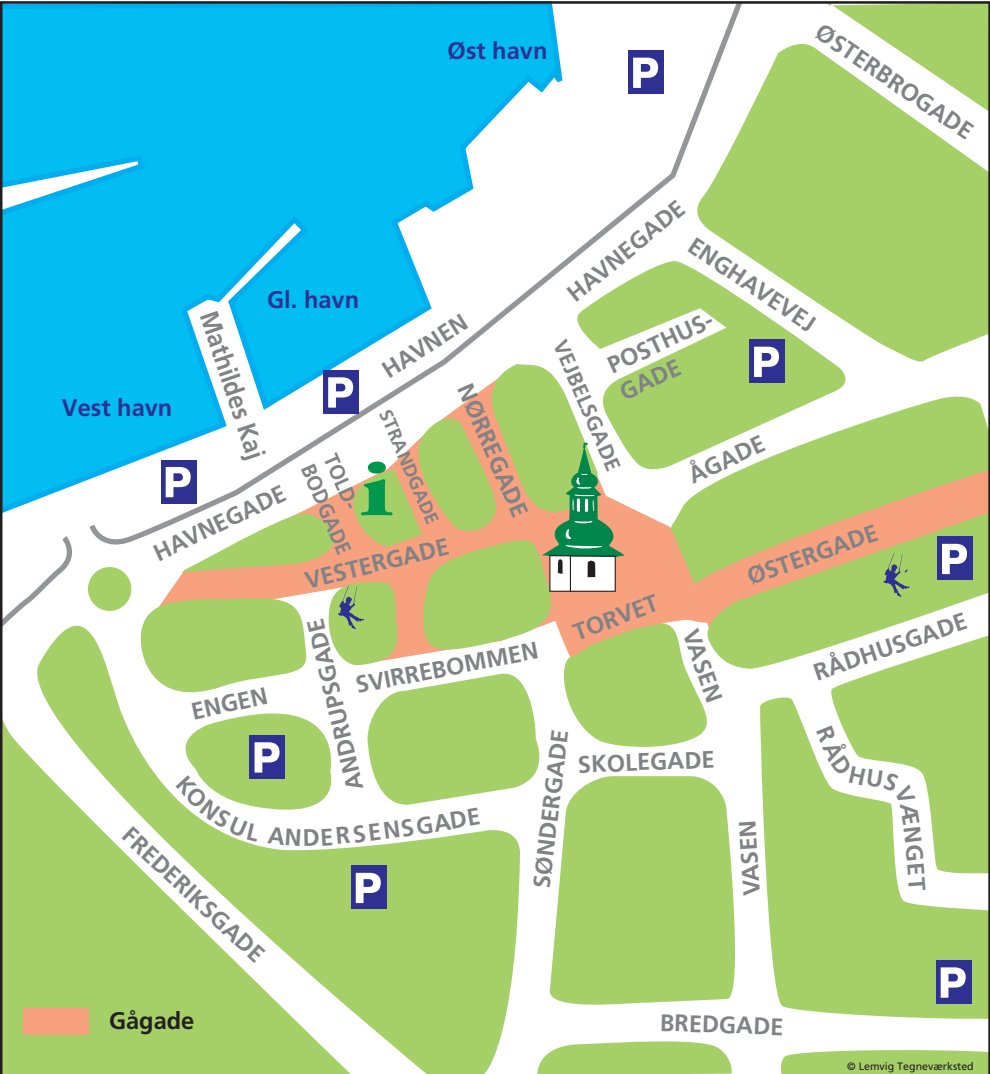 Øst havn
P
ØSTERBROGADE
HAVNEGADE
ENGHAVEVEJ
Gl. havn
Mathildes Kaj
HAVNEN
POSTHUS-
GADE
P
VEJBELSGADE
P
Vest havn
NØRREGADE
STRANDGADE
ÅGADE
P
TOLD-
BODGADE
i
HAVNEGADE
VESTERGADE
ØSTERGADE
P
TORVET
SVIRREBOMMEN
VASEN
RÅDHUSGADE
ENGEN
ANDRUPSGADE
P
SØNDERGADE
SKOLEGADE
RÅDHUSVÆNGET
KONSUL ANDERSENSGADE
FREDERIKSGADE
P
VASEN
P
Gågade
BREDGADE
© Lemvig Tegneværksted